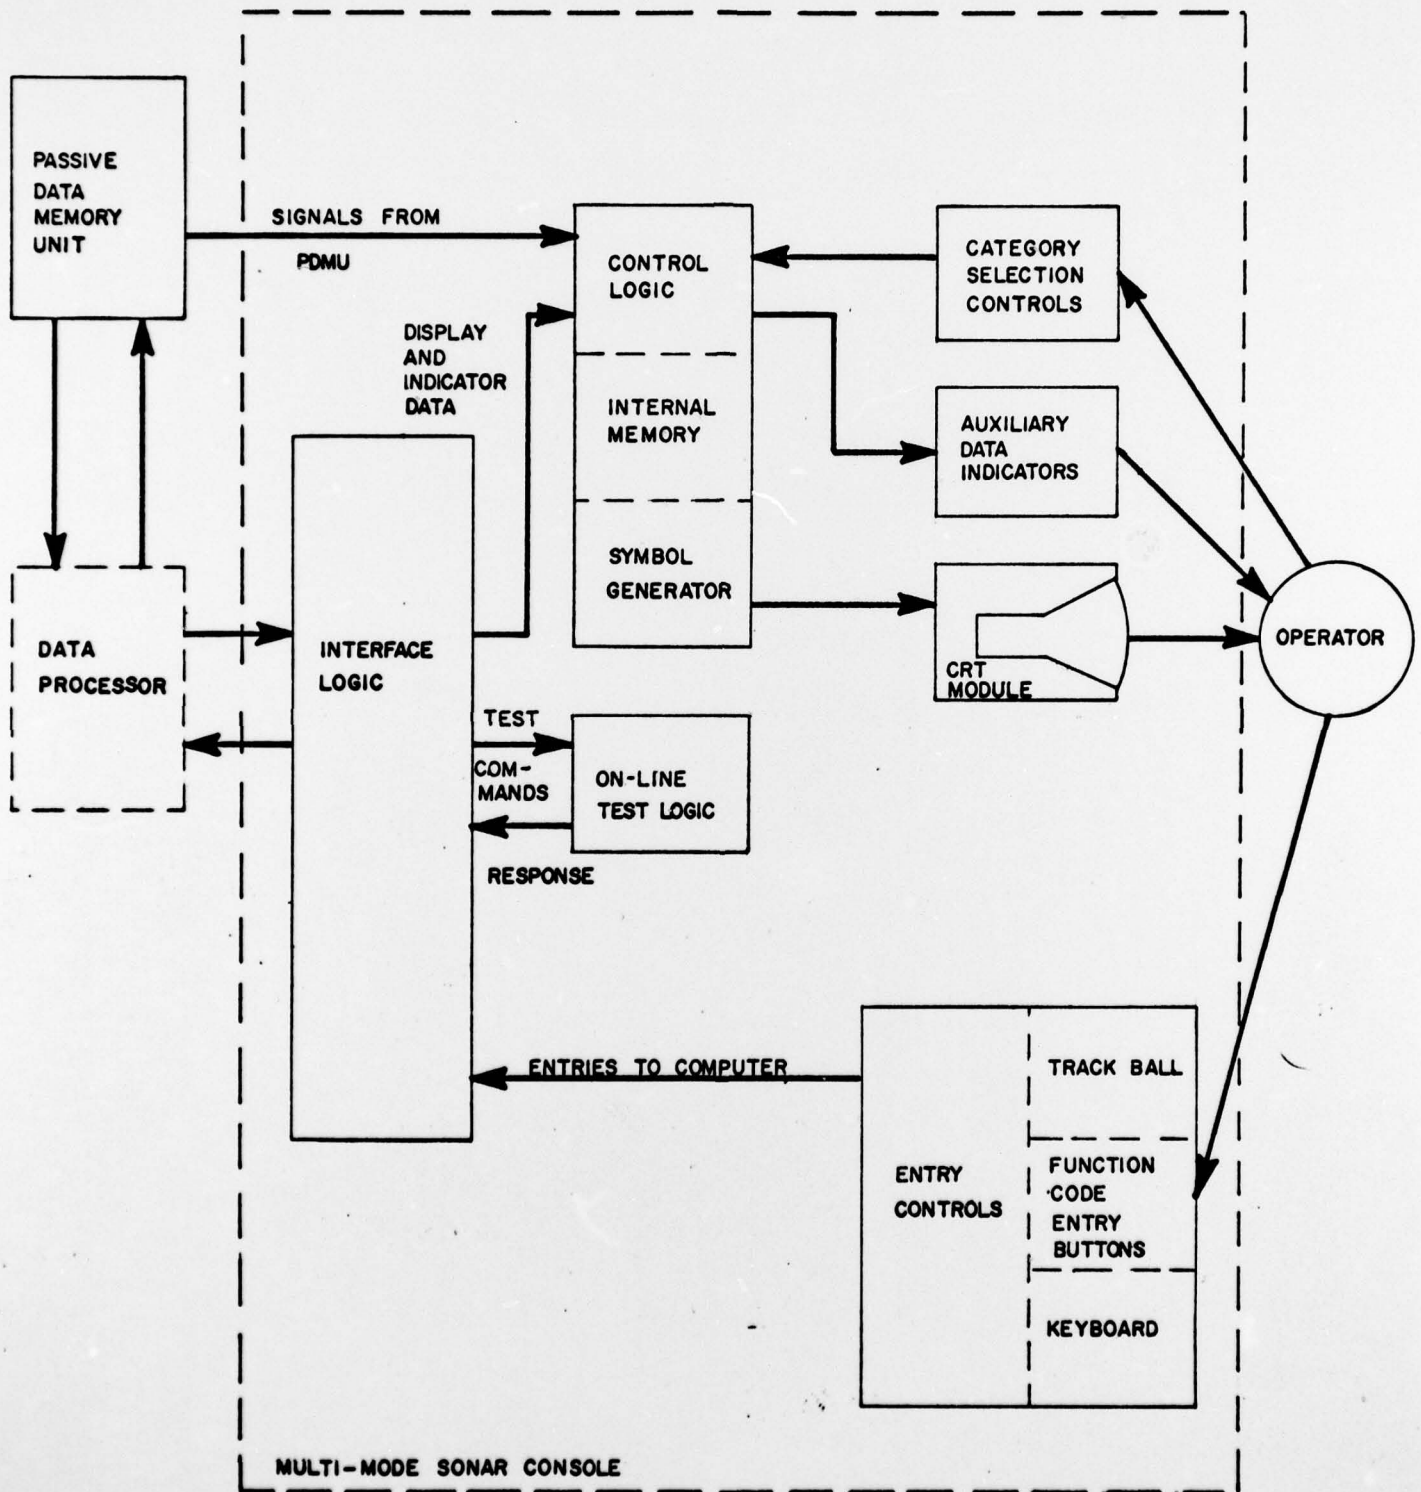 PASSIVE
DATA
MEMORY
UNIT
SIGNALS FROM
PDMU
CONTROL
LOGIC
CATEGORY
SELECTION
CONTROLS
DISPLAY
AND
INDICATOR
DATA
INTERNAL
MEMORY
AUXILIARY
DATA
INDICATORS
SYMBOL
GENERATOR
CRT
MODULE
OPERATOR
DATA
PROCESSOR
INTERFACE
LOGIC
TEST
COM-
MANDS
ON-LINE
TEST LOGIC
RESPONSE
ENTRIES TO COMPUTER
ENTRY
CONTROLS
TRACK BALL
FUNCTION
CODE
ENTRY
BUTTONS
KEYBOARD
MULTI-MODE SONAR CONSOLE